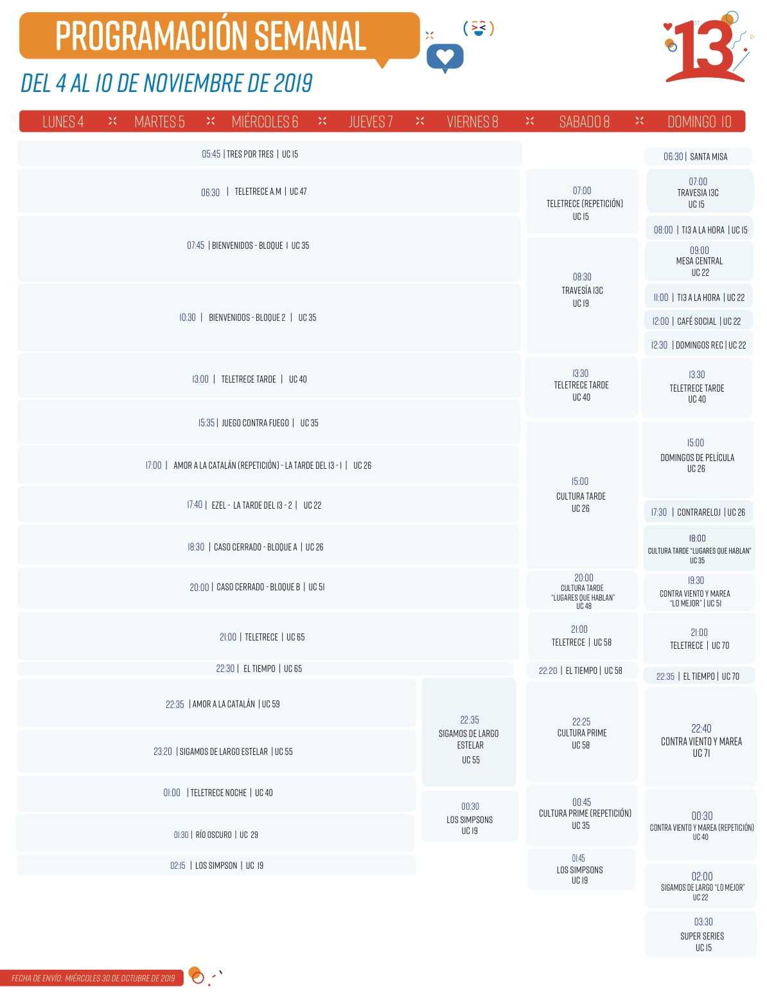 PROGRAMACIÓN SEMANAL
DEL 4 AL 10 DE NOVIEMBRE DE 2019
13
LUNES 4 MARTES 5 MIÉRCOLES 6 JUEVES 7 VIERNES 8 SABADO 8 DOMINGO 10
05:45 | TRES POR TRES | UC 15
06:30 | TELETRECE A.M | UC 47
07:45 | BIENVENIDOS - BLOQUE 1 UC 35
10:30 | BIENVENIDOS - BLOQUE 2 | UC 35
13:00 | TELETRECE TARDE | UC 40
15:35 | JUEGO CONTRA FUEGO | UC 35
17:00 | AMOR A LA CATALÁN (REPETICIÓN) - LA TARDE DEL 13 - 1 | UC 26
17:40 | EZEL - LA TARDE DEL 13 - 2 | UC 22
18:30 | CASO CERRADO - BLOQUE A | UC 26
20:00 | CASO CERRADO - BLOQUE B | UC 51
21:00 | TELETRECE | UC 65
22:30 | EL TIEMPO | UC 65
22:35 | AMOR A LA CATALÁN | UC 59
23:20 | SIGAMOS DE LARGO ESTELAR | UC 55
01:00 | TELETRECE NOCHE | UC 40
01:30 | RÍO OSCURO | UC 29
02:15 | LOS SIMPSON | UC 19
22:35
SIGAMOS DE LARGO
ESTELAR
UC 55
00:30
LOS SIMPSONS
UC 19
07:00
TELETRECE (REPETICIÓN)
UC 15
08:30
TRAVESÍA 13C
UC 19
13:30
TELETRECE TARDE
UC 40
15:00
CULTURA TARDE
UC 26
20:00
CULTURA TARDE
"LUGARES QUE HABLAN"
UC 48
21:00
TELETRECE | UC 58
22:20 | EL TIEMPO | UC 58
22:25
CULTURA PRIME
UC 58
00:45
CULTURA PRIME (REPETICIÓN)
UC 35
01:45
LOS SIMPSONS
UC 19
06:30 | SANTA MISA
07:00
TRAVESIA 13C
UC 15
08:00 | T13 A LA HORA | UC 15
09:00
MESA CENTRAL
UC 22
11:00 | T13 A LA HORA | UC 22
12:00 | CAFÉ SOCIAL | UC 22
12:30 | DOMINGOS REC | UC 22
13:30
TELETRECE TARDE
UC 40
15:00
DOMINGOS DE PELÍCULA
UC 26
17:30 | CONTRARELOJ | UC 26
18:00
CULTURA TARDE "LUGARES QUE HABLAN"
UC 35
19:30
CONTRA VIENTO Y MAREA
"LO MEJOR" | UC 51
21:00
TELETRECE | UC 70
22:35 | EL TIEMPO | UC 70
22:40
CONTRA VIENTO Y MAREA
UC 71
00:30
CONTRA VIENTO Y MAREA (REPETICIÓN)
UC 40
02:00
SIGAMOS DE LARGO "LO MEJOR"
UC 22
03:30
SUPER SERIES
UC 15
FECHA DE ENVÍO: MIÉRCOLES 30 DE OCTUBRE DE 2019